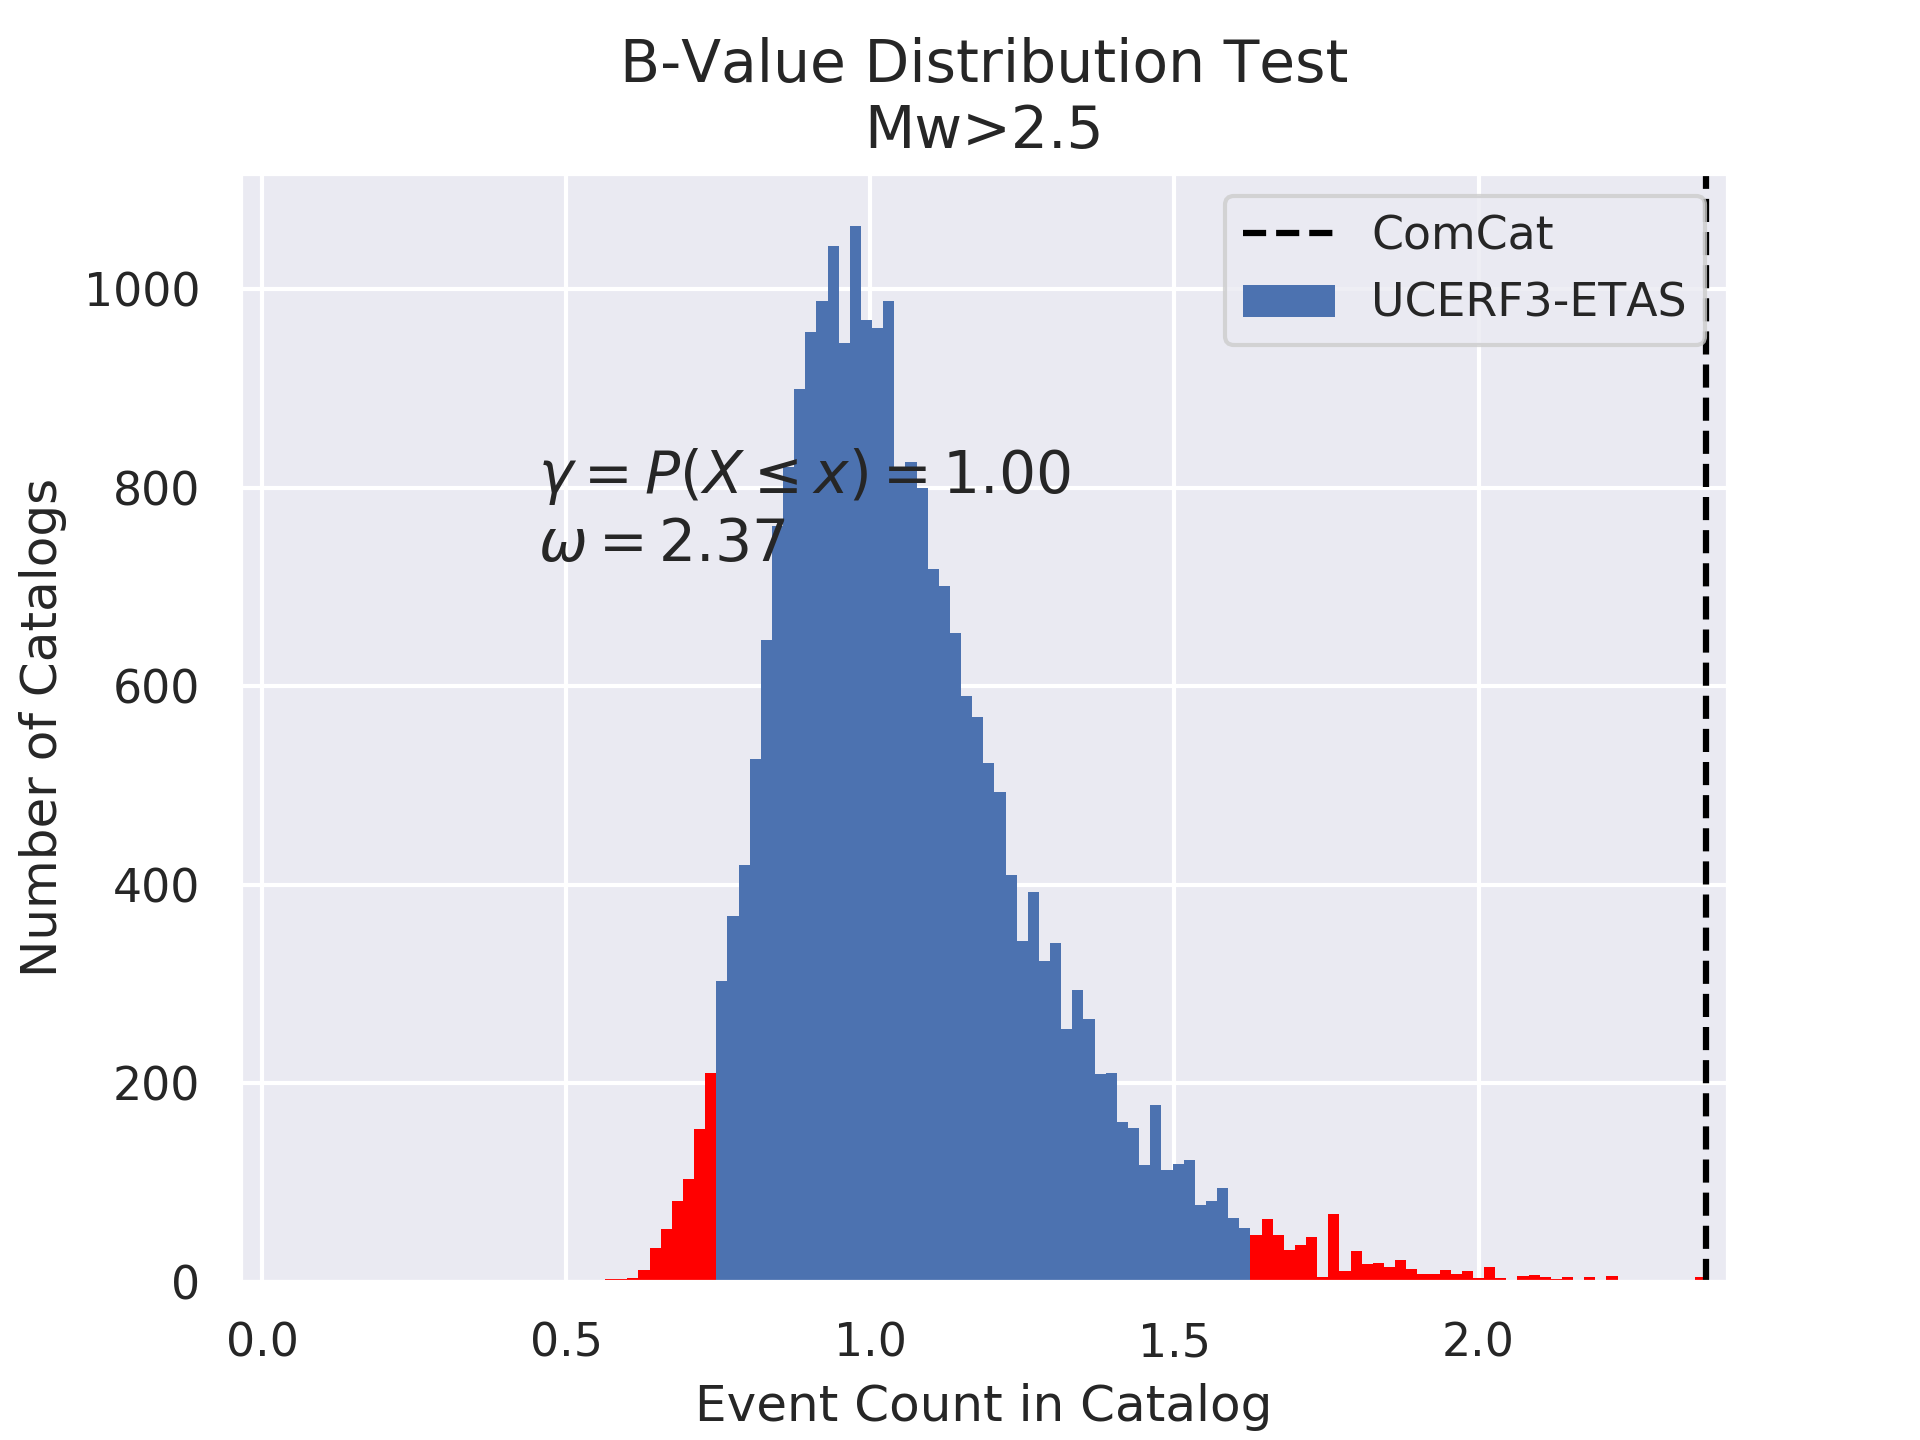 B-Value Distribution Test
Mw>2.5
ComCat
UCERF3-ETAS
γ = P(X ≤ x) = 1.00
ω = 2.37
Number of Catalogs
1000
800
600
400
200
0
0.0 0.5 1.0 1.5 2.0
Event Count in Catalog